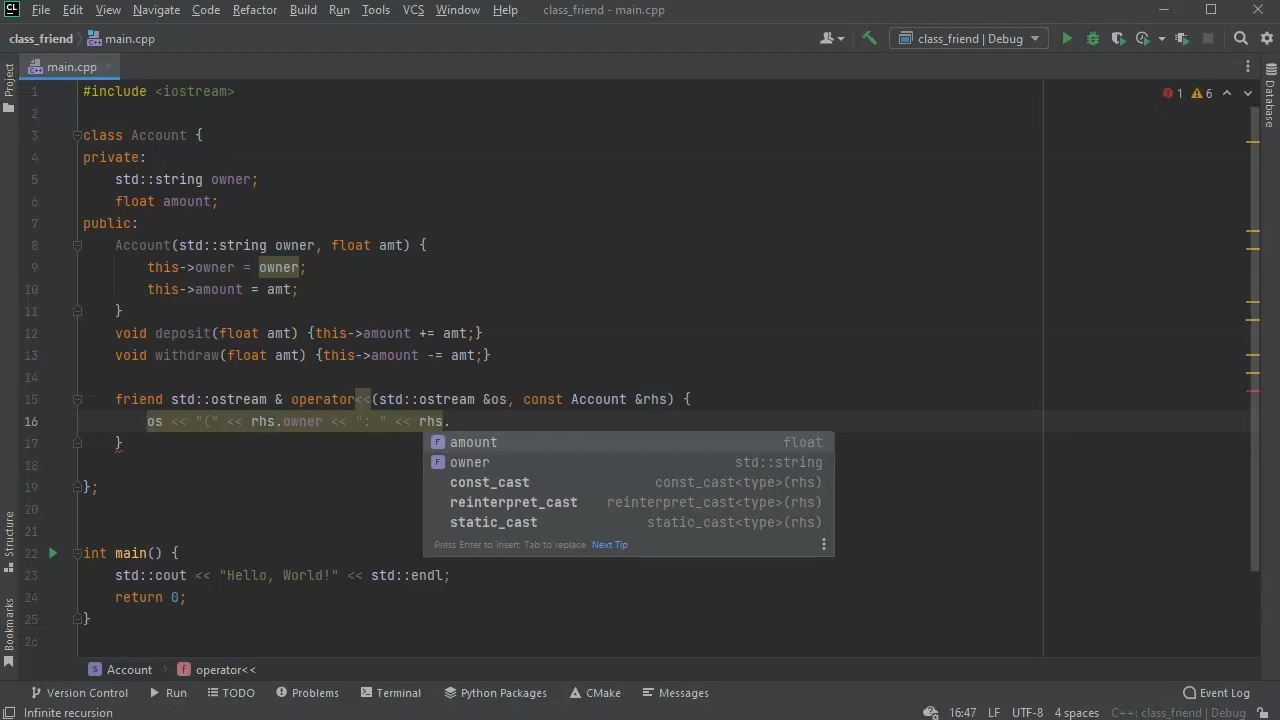 CL File Edit View Navigate Code Refactor Build Run Tools VCS Window Help class_friend - main.cpp
class_friend main.cpp class_friend | Debug
main.cpp
Project
Database
1 6
1 #include <iostream>
2
3 class Account {
4 private:
5 std::string owner;
6 float amount;
7 public:
8 Account(std::string owner, float amt) {
9 this->owner = owner;
10 this->amount = amt;
11 }
12 void deposit(float amt) {this->amount += amt;}
13 void withdraw(float amt) {this->amount -= amt;}
14
15 friend std::ostream & operator<<(std::ostream &os, const Account &rhs) {
16 os << "(" << rhs.owner << ": " << rhs.
17 }
18
19 };
20
21
22 int main() {
23 std::cout << "Hello, World!" << std::endl;
24 return 0;
25 }
26
amount float
owner std::string
const_cast const_cast<type>(rhs)
reinterpret_cast reinterpret_cast<type>(rhs)
static_cast static_cast<type>(rhs)
Press Enter to insert, Tab to replace Next Tip
Structure
Bookmarks
Account operator<<
Version Control Run TODO Problems Terminal Python Packages CMake Messages Event Log
Infinite recursion 16:47 LF UTF-8 4 spaces C++: class_friend | Debug